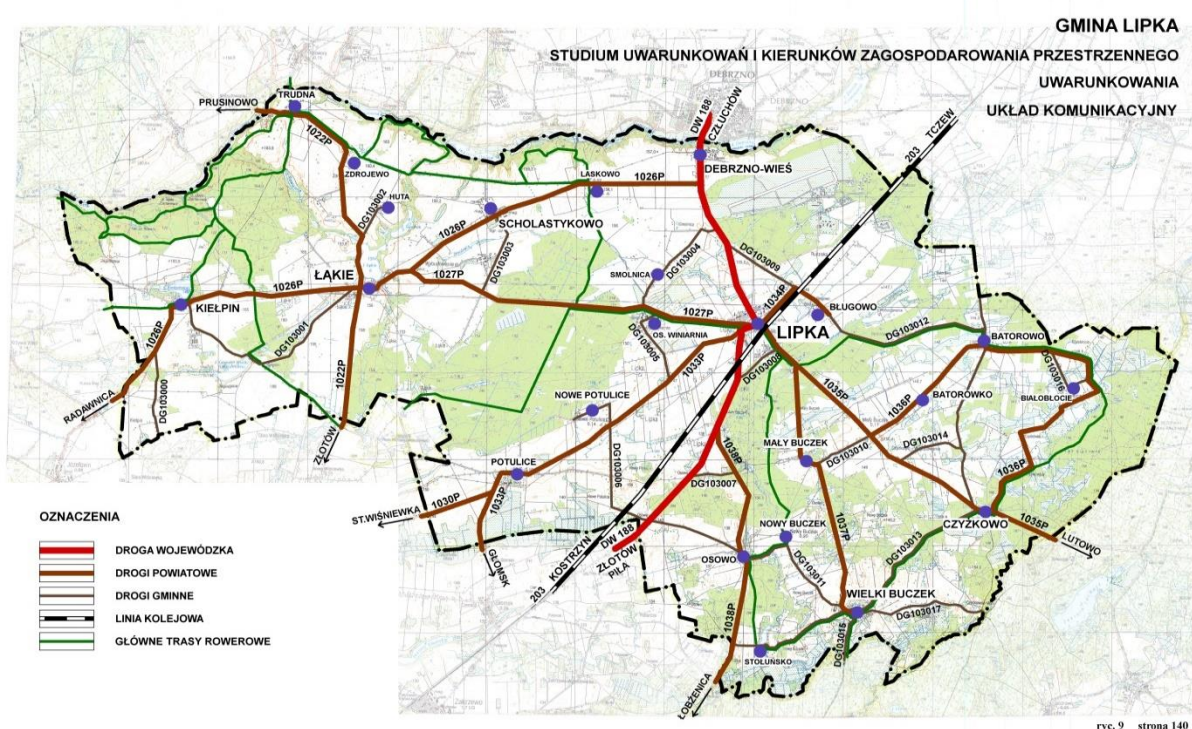 GMINA LIPKA
STUDIUM UWARUNKOWAŃ I KIERUNKÓW ZAGOSPODAROWANIA PRZESTRZENNEGO
UWARUNKOWANIA
UKŁAD KOMUNIKACYJNY
DEBRZNO
DEBRZNO
PRUSINOWO
TRUDNA
1022P
ZDROJEWO
HUTA
DG103002
DW 188
CZŁUCHÓW
203
TCZEW
DEBRZNO-WIEŚ
LASKOWO
1026P
1026P
SCHOLASTYKOWO
DG103003
SMOLNICA
DG103004
DG103009
ŁĄKIE
1026P
1027P
KIEŁPIN
1026P
DG103001
1022P
DG103000
RADAWNICA
ZŁOTÓW
1027P
OS. WINIARNIA
DG103005
1033P
1034P
BŁUGOWO
LIPKA
DG103012
BATOROWO
DG103008
1035P
1036P
DG103016
BATORÓWKO
BIAŁOBŁOCIE
NOWE POTULICE
DG103006
1038P
MAŁY BUCZEK
DG103010
DG103014
1036P
POTULICE
1030P
1033P
ST.WIŚNIEWKA
GŁOMSK
DG103007
1037P
CZYŻKOWO
1035P
LUTOWO
NOWY BUCZEK
DW 188
ZŁOTÓW
PIŁA
KOSTRZYN
203
OSOWO
DG103011
DG103013
WIELKI BUCZEK
DG103017
1038P
DG103015
STOŁUŃSKO
ŁOBŻENICA
OZNACZENIA
DROGA WOJEWÓDZKA
DROGI POWIATOWE
DROGI GMINNE
LINIA KOLEJOWA
GŁÓWNE TRASY ROWEROWE
ryc. 9 strona 140